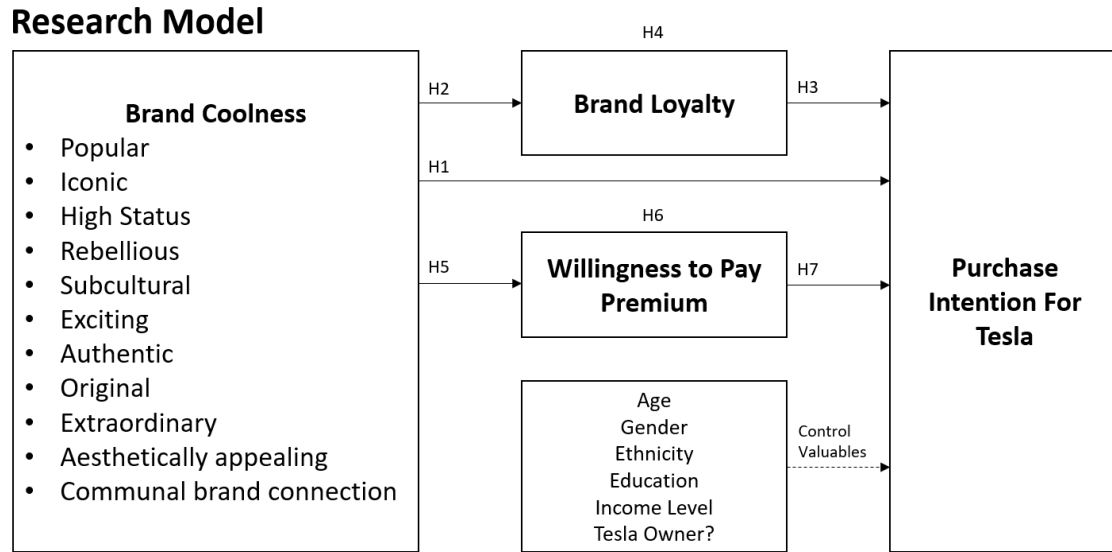 Research Model
Brand Coolness
• Popular
• Iconic
• High Status
• Rebellious
• Subcultural
• Exciting
• Authentic
• Original
• Extraordinary
• Aesthetically appealing
• Communal brand connection
H2
H1
H5
H4
Brand Loyalty
H6
Willingness to Pay
Premium
Age
Gender
Ethnicity
Education
Income Level
Tesla Owner?
H3
H7
Control
Valuables
Purchase
Intention For
Tesla